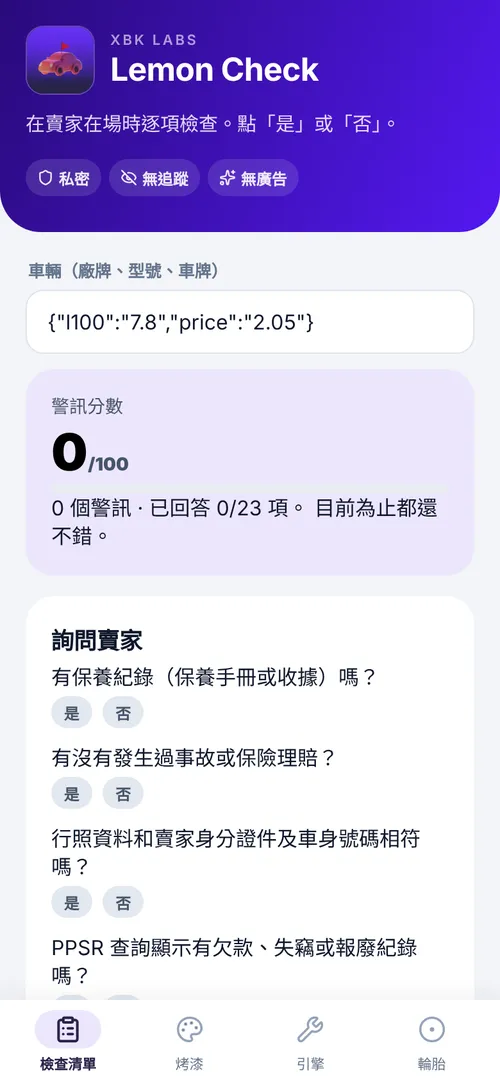 XBK LABS
Lemon Check
在賣家在場時逐項檢查。點「是」或「否」。
私密
無追蹤
無廣告
車輛（廠牌、型號、車牌）
{"l100":"7.8","price":"2.05"}
警訊分數
0/100
0 個警訊 · 已回答 0/23 項。 目前為止都還
不錯。
詢問賣家
有保養紀錄（保養手冊或收據）嗎？
是
否
有沒有發生過事故或保險理賠？
是
否
行照資料和賣家身分證件及車身號碼相符
嗎？
是
否
PPSR 查詢顯示有欠款、失竊或報廢紀錄
嗎？
檢查清單
烤漆
引擎
輪胎